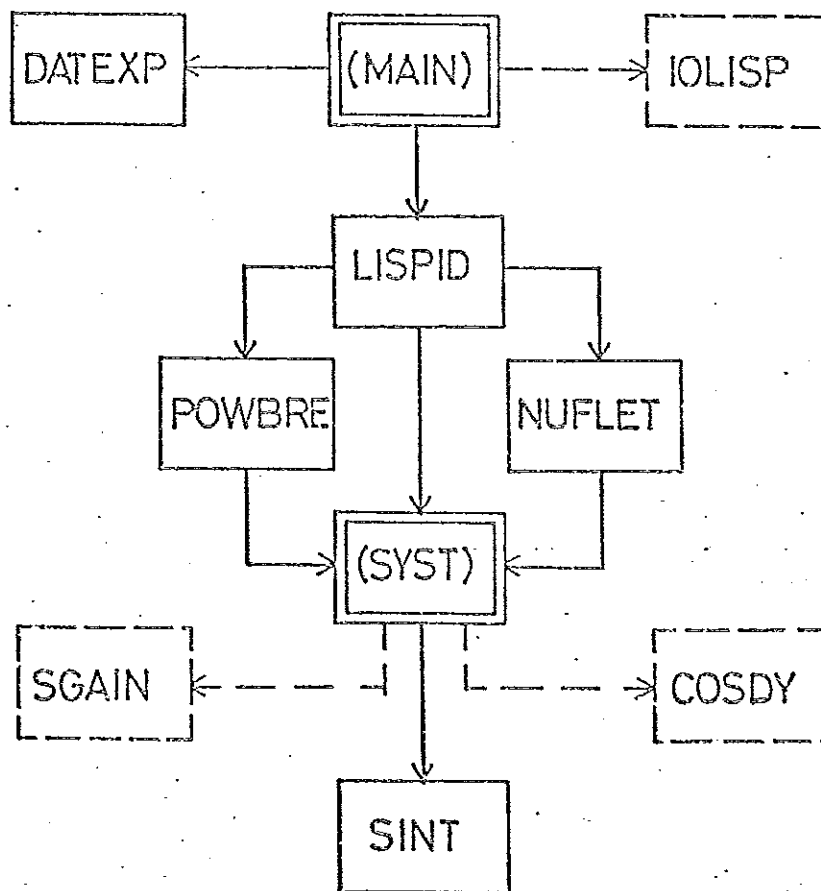 DATEXP
(MAIN)
IOLISP
LISPID
POWBRE
NUFLET
(SYST)
SGAIN
COSDY
SINT